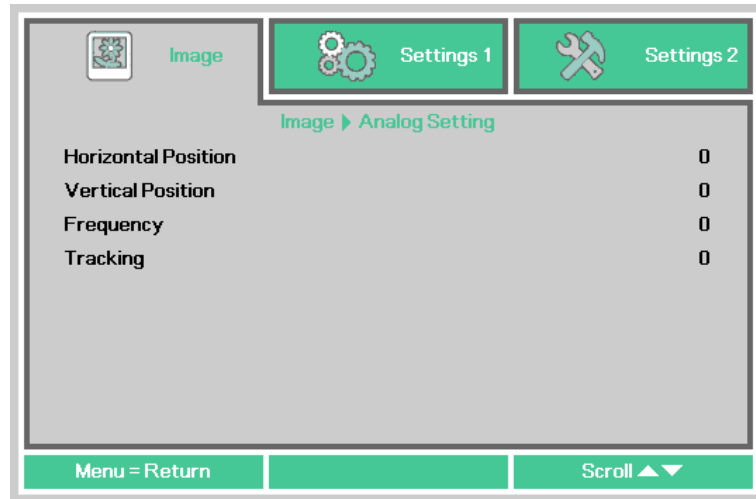 Image
Settings 1
Settings 2
Image ▶ Analog Setting
Horizontal Position 0
Vertical Position 0
Frequency 0
Tracking 0
Menu = Return
Scroll ▲▼